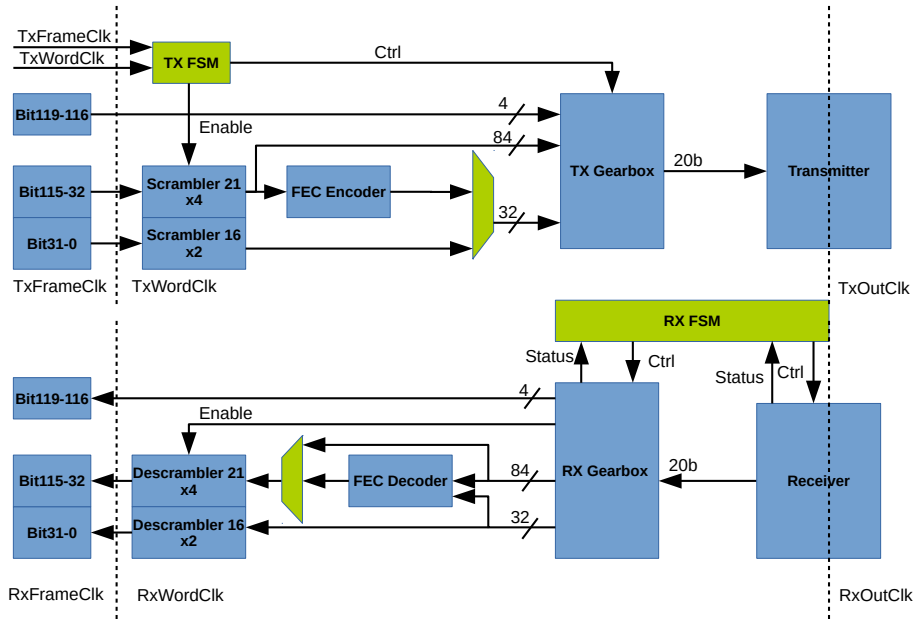 TxFrameClk
TxWordClk
TX FSM
Ctrl
Bit119-116
4
Enable
84
Bit115-32
Scrambler 21
x4
FEC Encoder
TX Gearbox
20b
Transmitter
32
Bit31-0
Scrambler 16
x2
TxFrameClk
TxWordClk
TxOutClk
RX FSM
Status
Ctrl
Status
Ctrl
Bit119-116
4
Enable
Bit115-32
Descrambler 21
x4
FEC Decoder
84
RX Gearbox
20b
Receiver
32
Bit31-0
Descrambler 16
x2
RxFrameClk
RxWordClk
RxOutClk